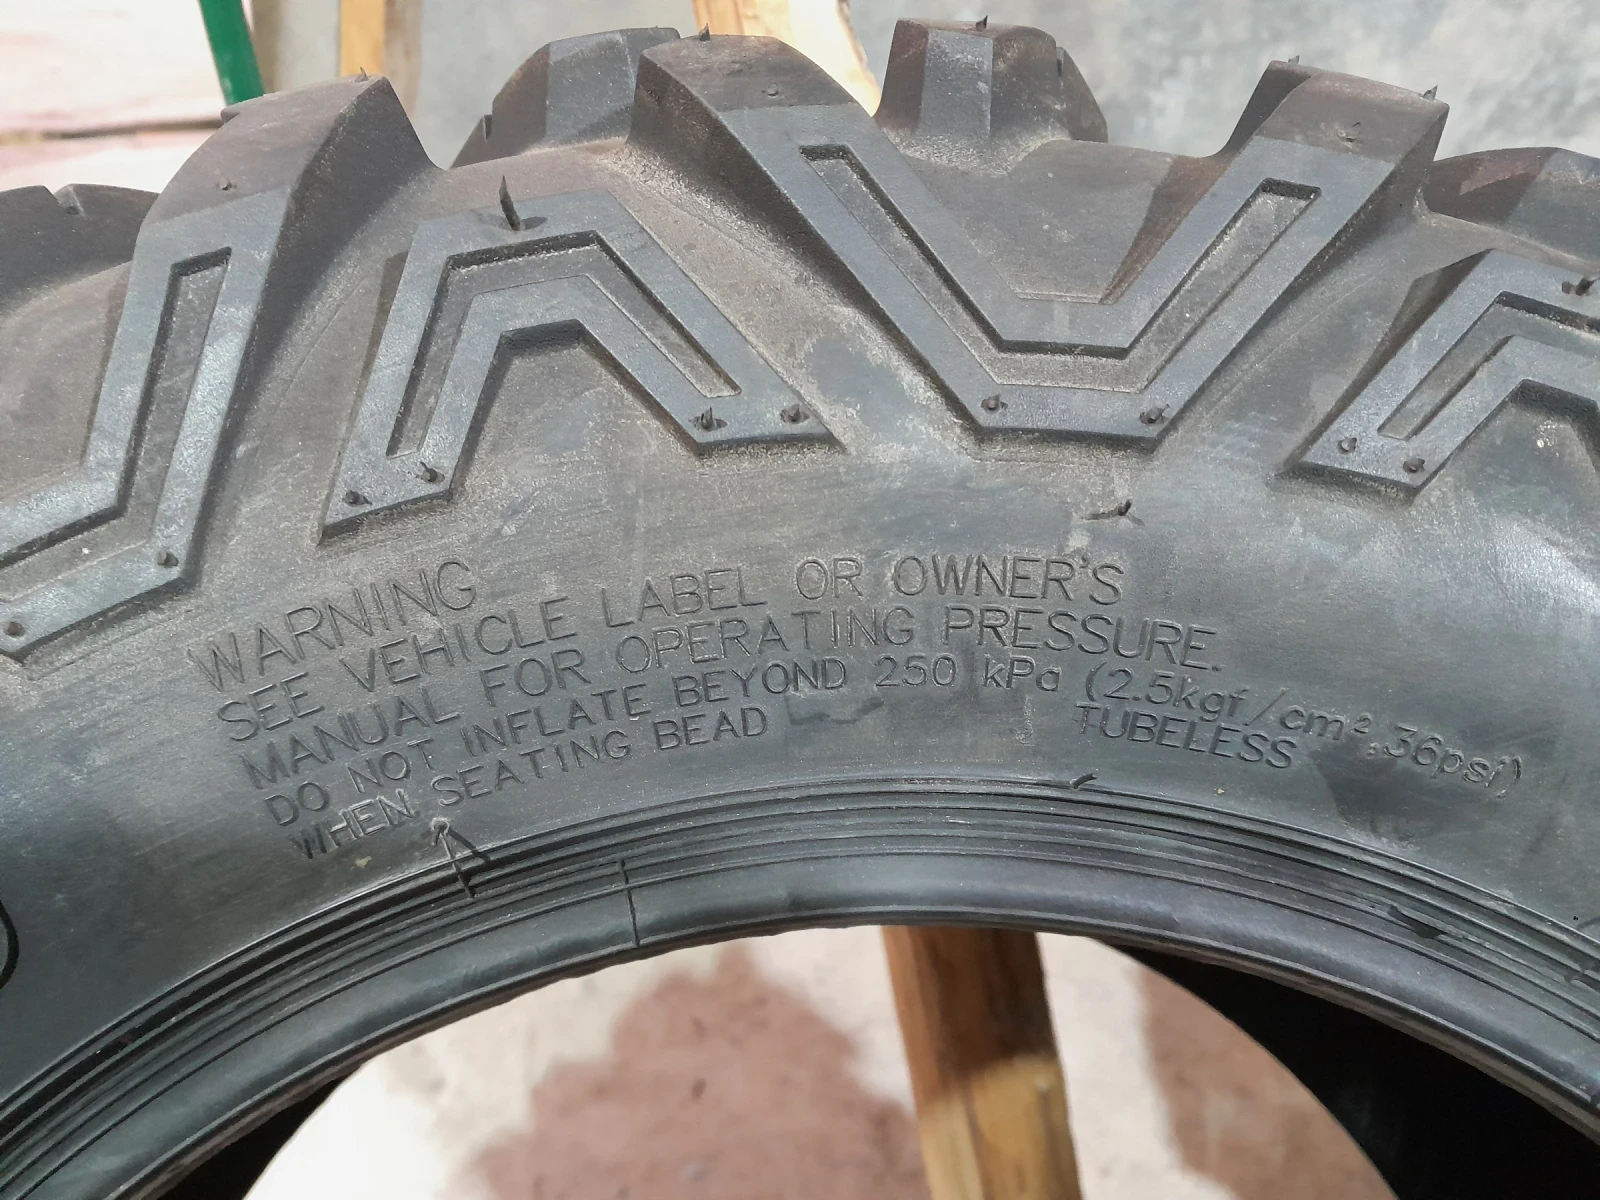 WARNING
SEE VEHICLE LABEL OR OWNER'S
MANUAL FOR OPERATING PRESSURE.
DO NOT INFLATE BEYOND 250 kPa (2.5kgf/cm², 36psi)
WHEN SEATING BEAD
TUBELESS